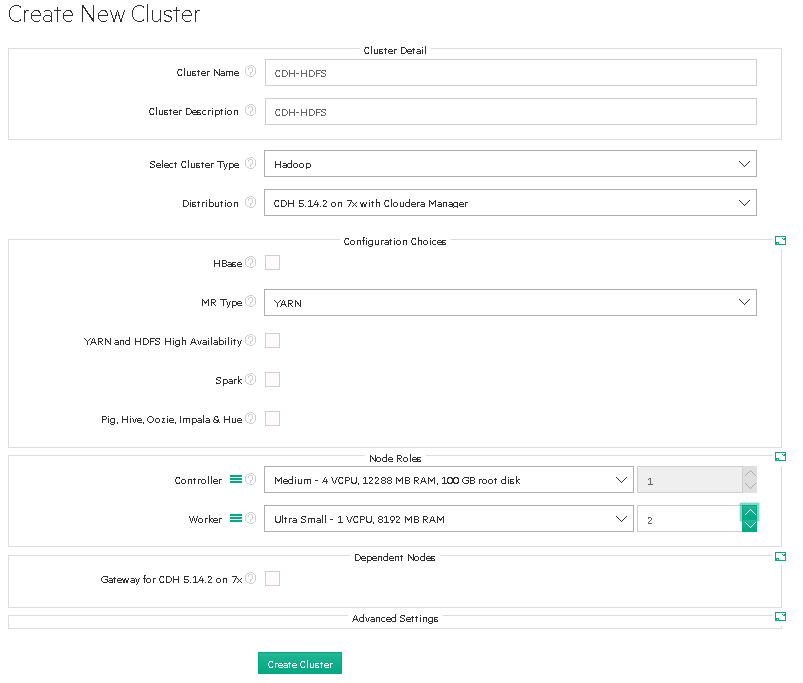 Create New Cluster
Cluster Detail
Cluster Name ? CDH-HDFS
Cluster Description ? CDH-HDFS
Select Cluster Type ? Hadoop
Distribution ? CDH 5.14.2 on 7x with Cloudera Manager
Configuration Choices
HBase ?
MR Type ? YARN
YARN and HDFS High Availability ?
Spark ?
Pig, Hive, Oozie, Impala & Hue ?
Node Roles
Controller ? Medium - 4 VCPU, 12288 MB RAM, 100 GB root disk 1
Worker ? Ultra Small - 1 VCPU, 8192 MB RAM 2
Dependent Nodes
Gateway for CDH 5.14.2 on 7x ?
Advanced Settings
Create Cluster